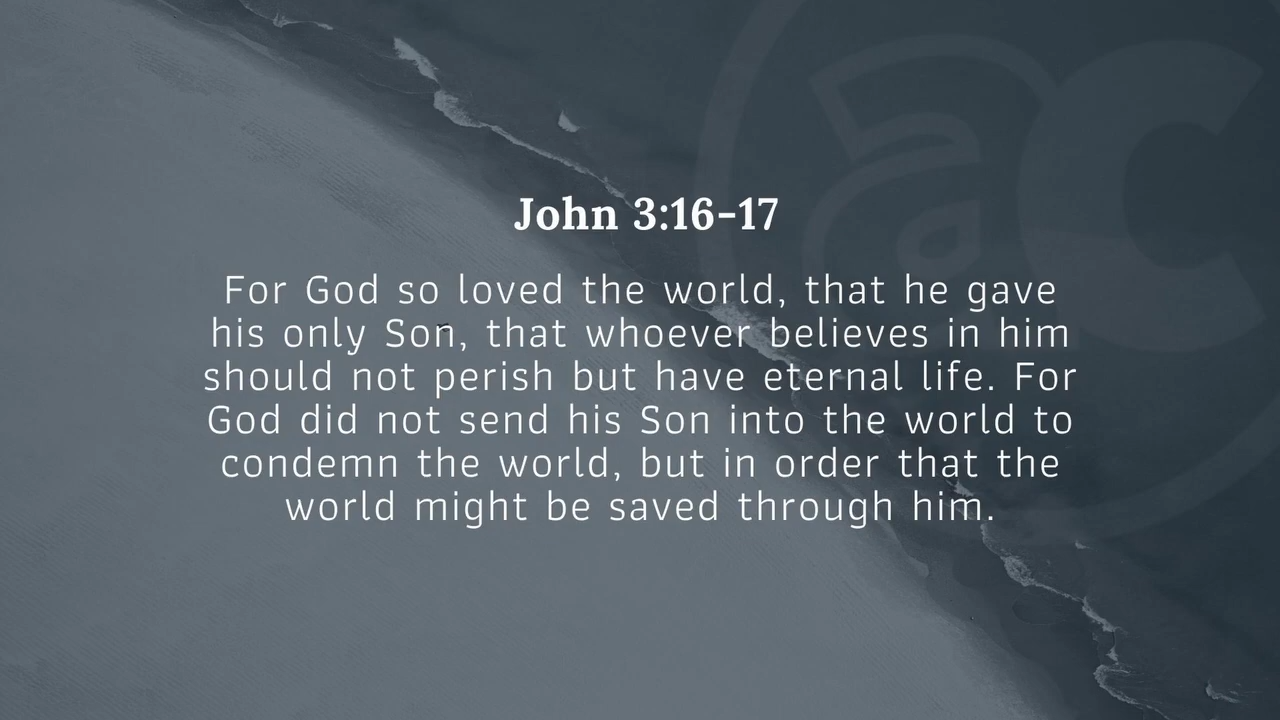 ac
John 3:16–17
For God so loved the world, that he gave
his only Son, that whoever believes in him
should not perish but have eternal life. For
God did not send his Son into the world to
condemn the world, but in order that the
world might be saved through him.